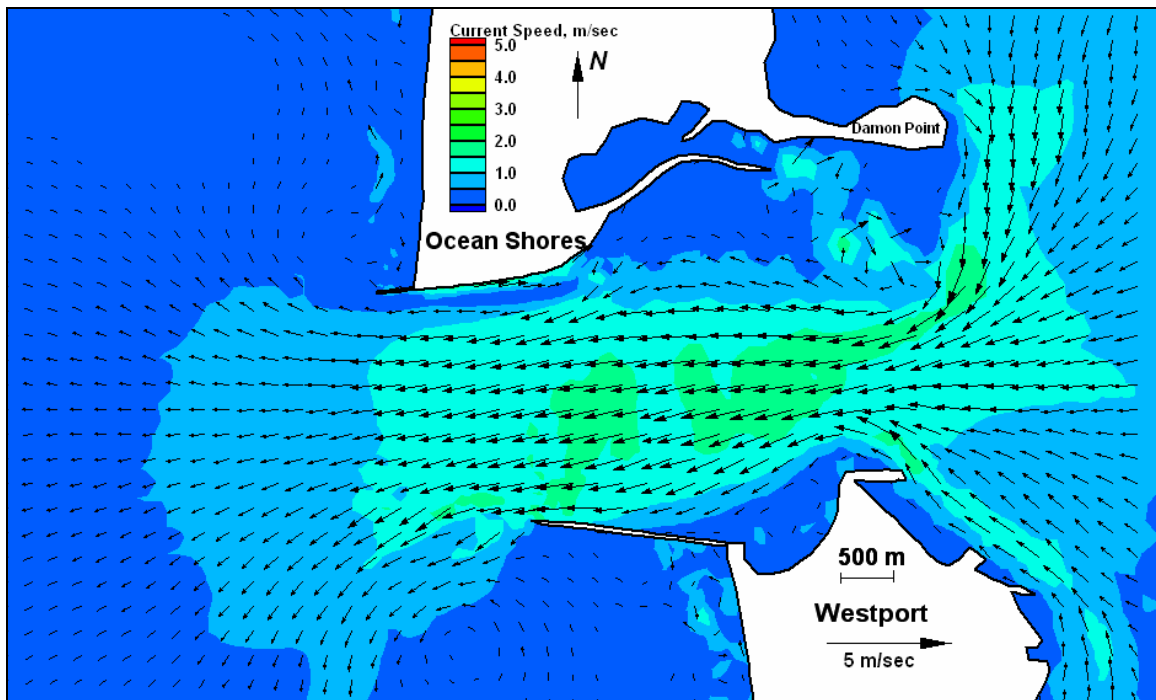 Current Speed, m/sec
5.0
4.0
3.0
2.0
1.0
0.0
N
Damon Point
Ocean Shores
500 m
Westport
5 m/sec